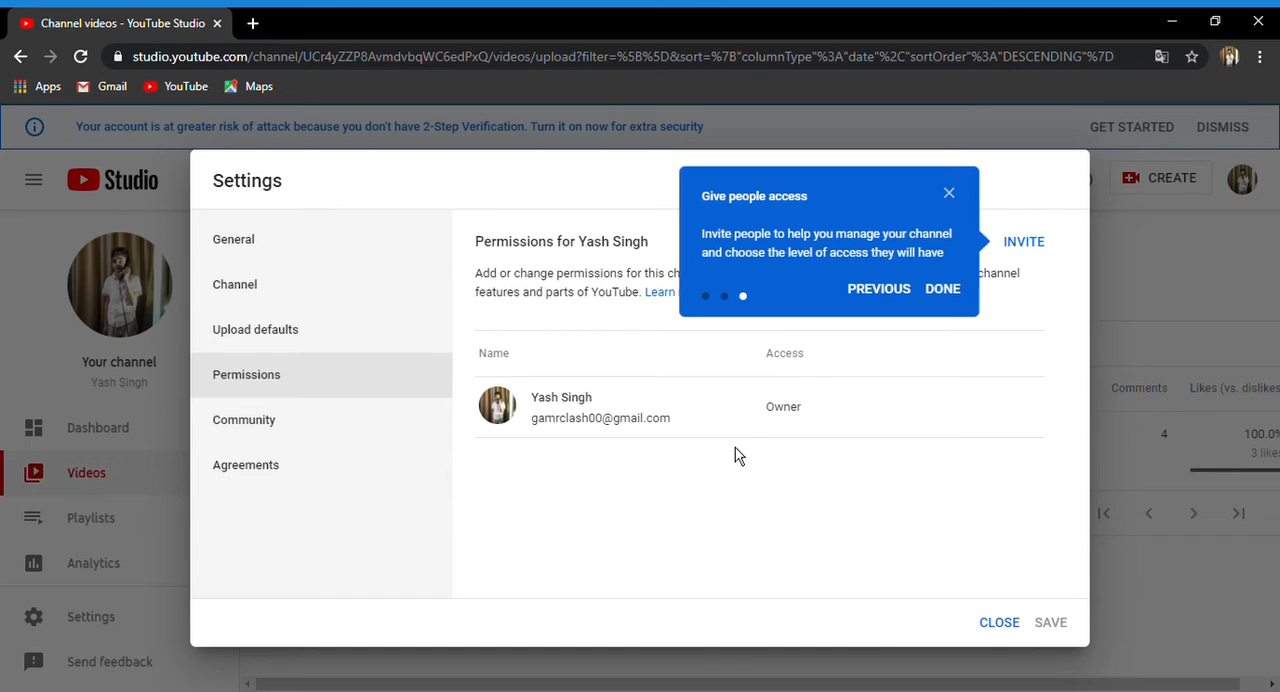 Channel videos - YouTube Studio
studio.youtube.com/channel/UCr4yZZP8AvmdvbqWC6edPxQ/videos/upload?filter=%5B%5D&sort=%7B"columnType"%3A"date"%2C"sortOrder"%3A"DESCENDING"%7D
Apps Gmail YouTube Maps
Your account is at greater risk of attack because you don't have 2-Step Verification. Turn it on now for extra security GET STARTED DISMISS
Studio
CREATE
Your channel
Yash Singh
Dashboard
Videos
Playlists
Analytics
Settings
Send feedback
Settings
General
Channel
Upload defaults
Permissions
Community
Agreements
Permissions for Yash Singh
INVITE
Add or change permissions for this ch
channel
features and parts of YouTube. Learn
Give people access
Invite people to help you manage your channel
and choose the level of access they will have
PREVIOUS DONE
Name Access
Yash Singh
gamrclash00@gmail.com
Owner
CLOSE SAVE
Comments Likes (vs. dislikes
4 100.0%
3 likes